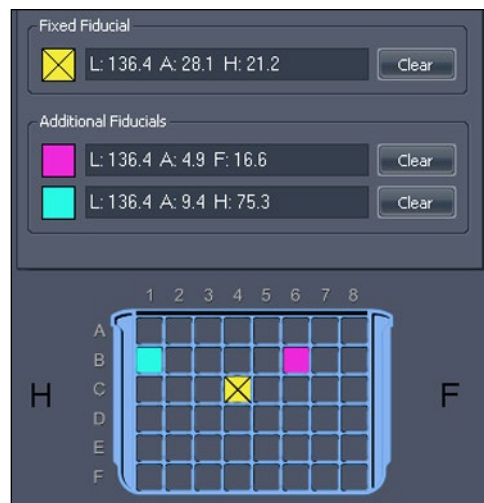 Fixed Fiducial
L: 136.4 A: 28.1 H: 21.2 Clear
Additional Fiducials
L: 136.4 A: 4.9 F: 16.6 Clear
L: 136.4 A: 9.4 H: 75.3 Clear
1 2 3 4 5 6 7 8
A
B
H C F
D
E
F